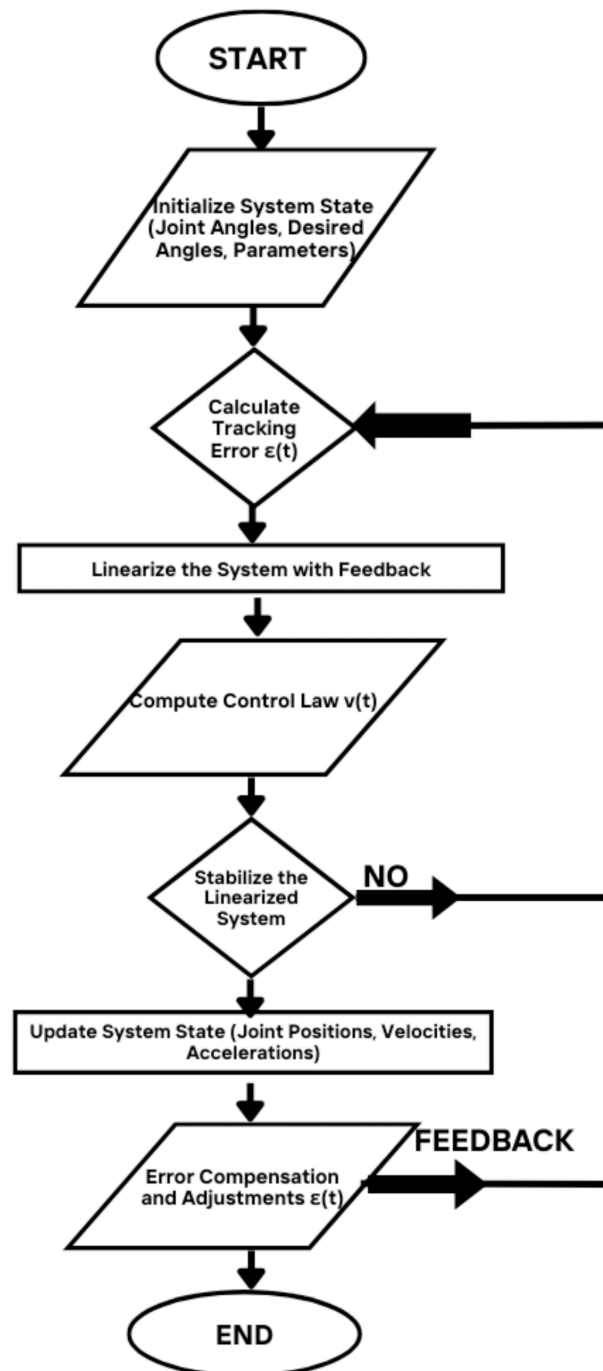 START
Initialize System State
(Joint Angles, Desired
Angles, Parameters)
Calculate
Tracking
Error ε(t)
Linearize the System with Feedback
Compute Control Law v(t)
Stabilize the
Linearized
System
NO
Update System State (Joint Positions, Velocities,
Accelerations)
FEEDBACK
Error Compensation
and Adjustments ε(t)
END